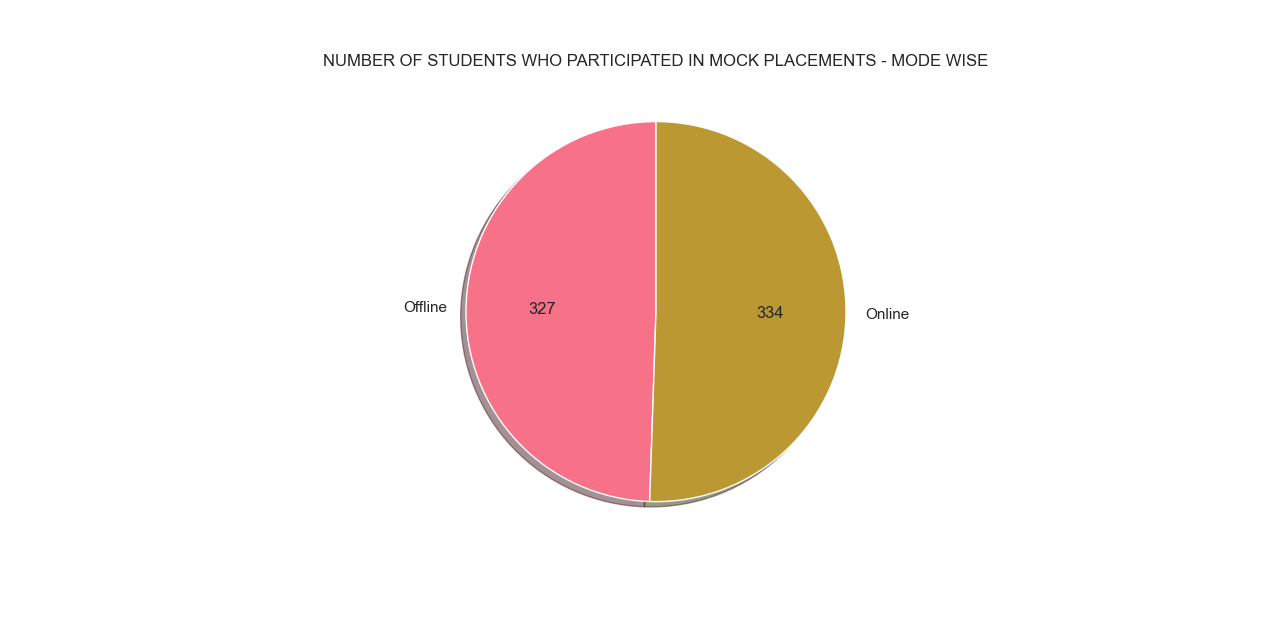 NUMBER OF STUDENTS WHO PARTICIPATED IN MOCK PLACEMENTS - MODE WISE
Offline
327
334
Online